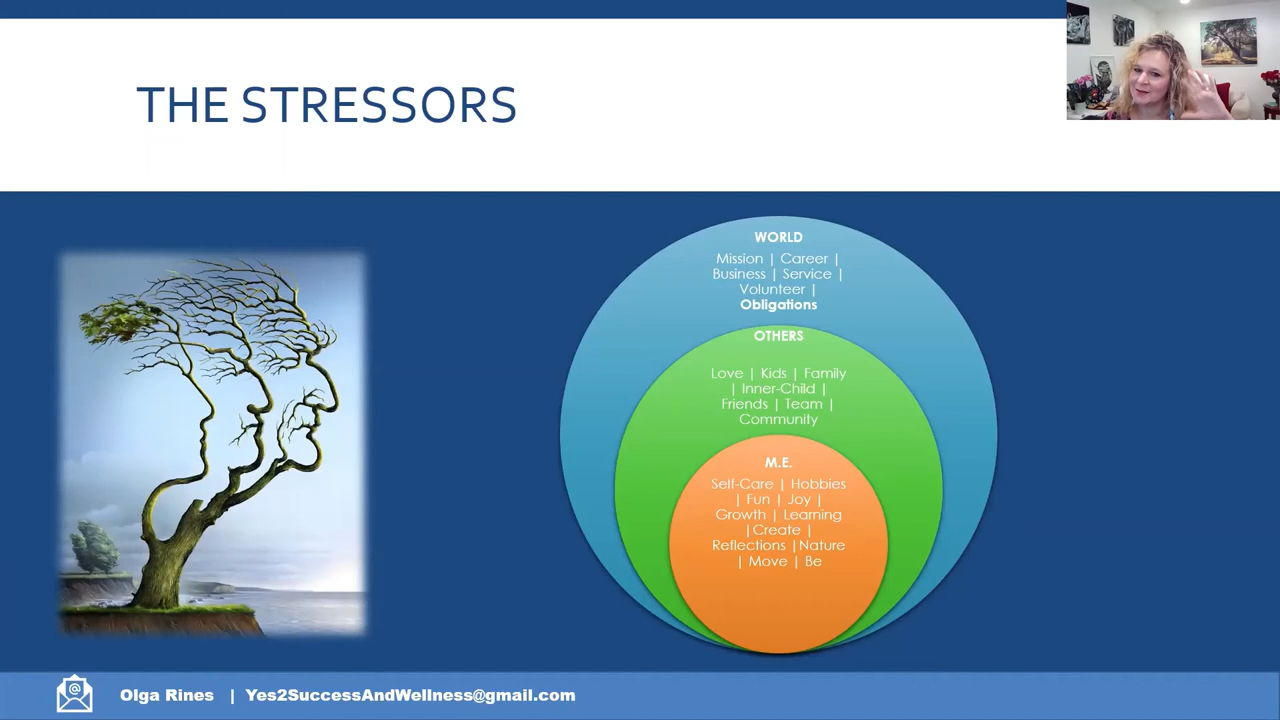 THE STRESSORS
WORLD
Mission | Career |
Business | Service |
Volunteer |
Obligations
OTHERS
Love | Kids | Family
| Inner-Child |
Friends | Team |
Community
M.E.
Self-Care | Hobbies
| Fun | Joy |
Growth | Learning
|Create |
Reflections |Nature
| Move | Be
Olga Rines | Yes2SuccessAndWellness@gmail.com